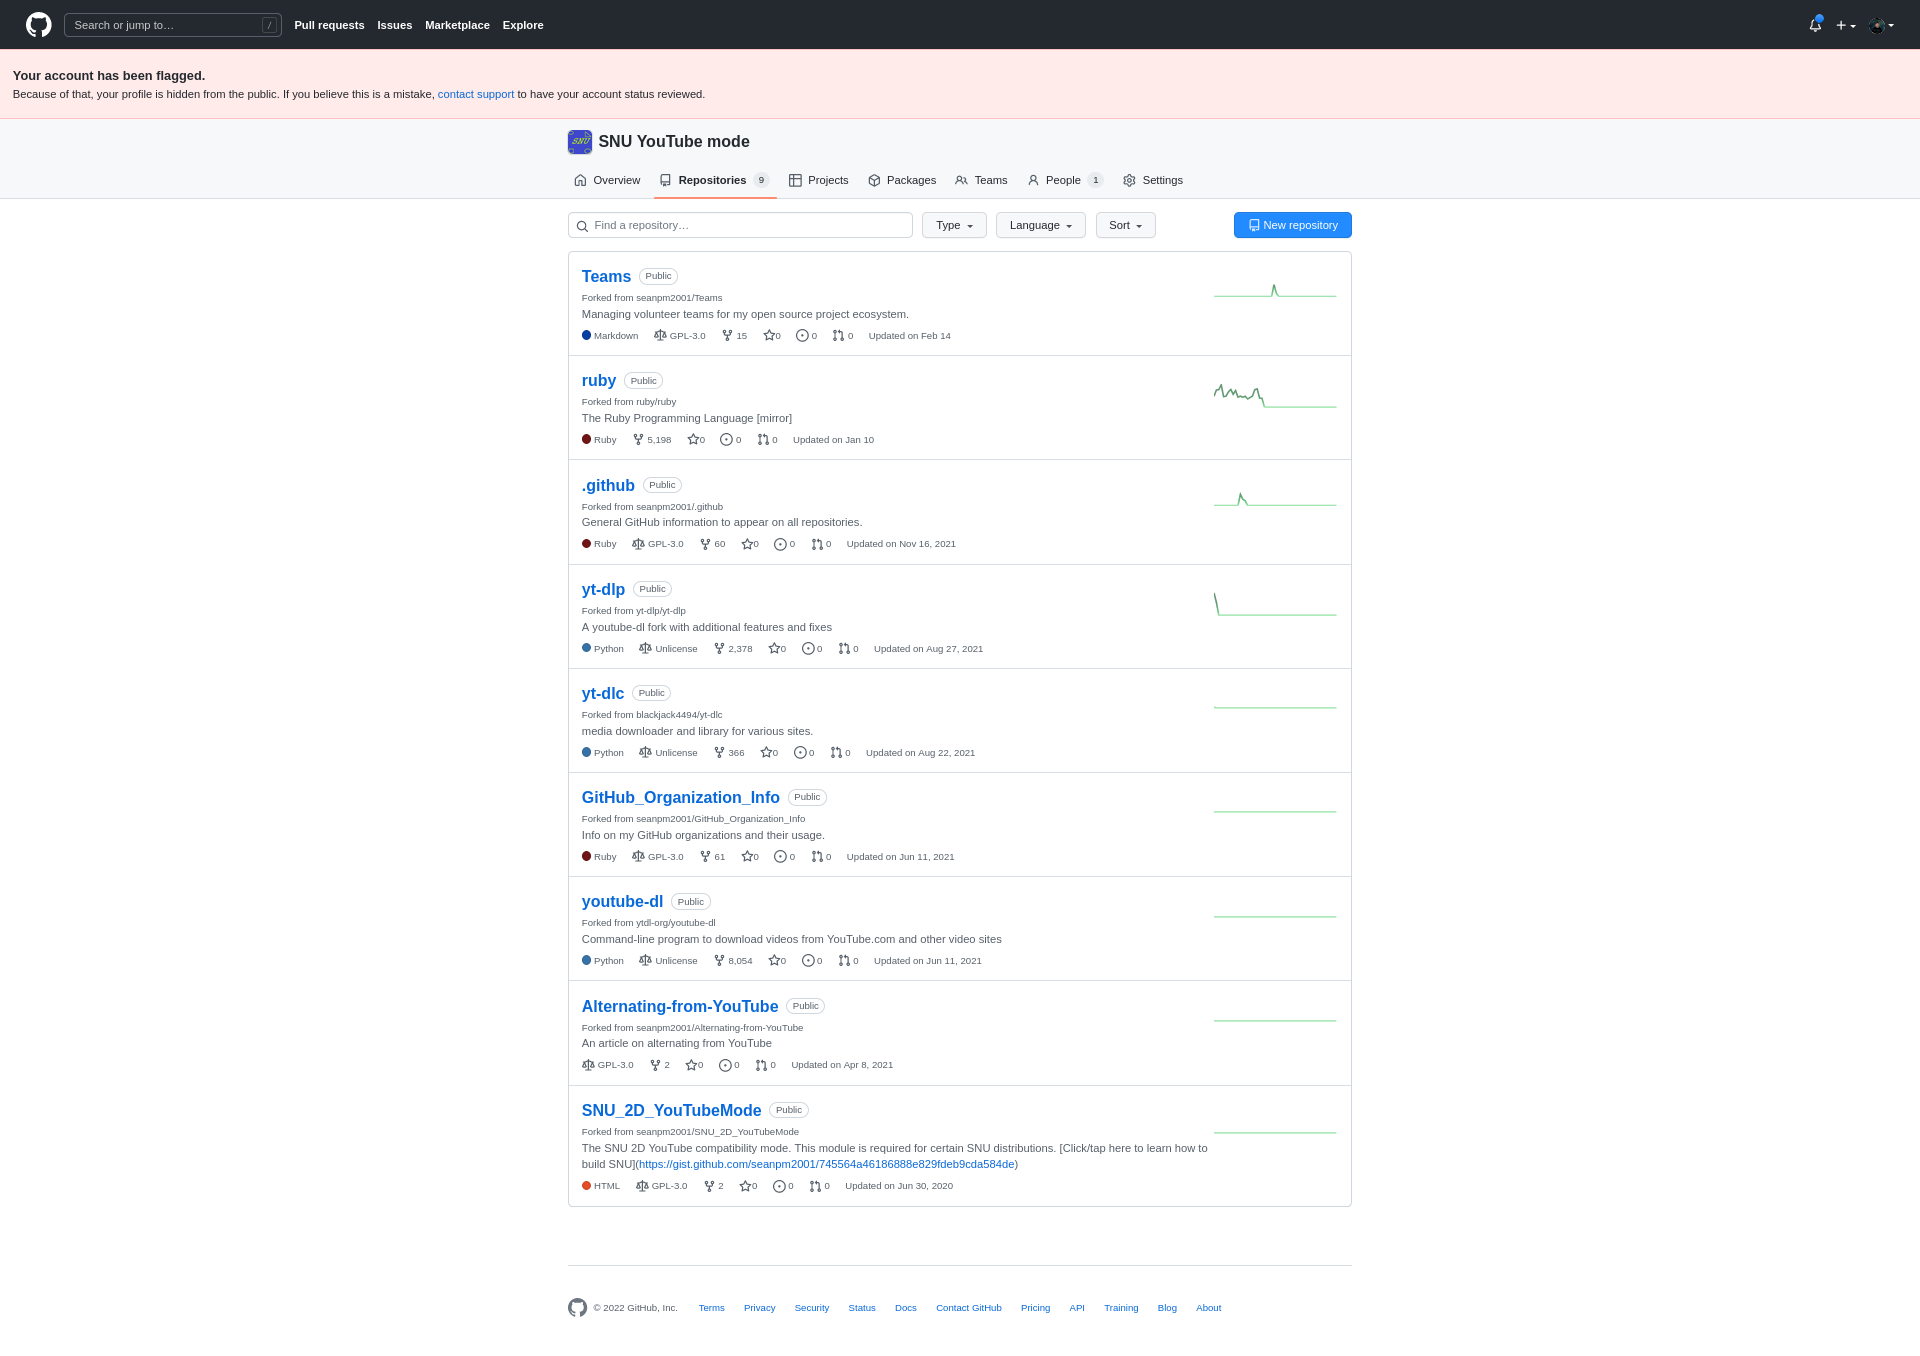 Search or jump to… /
Pull requests Issues Marketplace Explore
Your account has been flagged.
Because of that, your profile is hidden from the public. If you believe this is a mistake, contact support to have your account status reviewed.
SNU SNU YouTube mode
Overview Repositories 9 Projects Packages Teams People 1 Settings
Find a repository… Type Language Sort New repository
Teams Public
Forked from seanpm2001/Teams
Managing volunteer teams for my open source project ecosystem.
Markdown GPL-3.0 15 0 0 0 Updated on Feb 14
ruby Public
Forked from ruby/ruby
The Ruby Programming Language [mirror]
Ruby 5,198 0 0 0 Updated on Jan 10
.github Public
Forked from seanpm2001/.github
General GitHub information to appear on all repositories.
Ruby GPL-3.0 60 0 0 0 Updated on Nov 16, 2021
yt-dlp Public
Forked from yt-dlp/yt-dlp
A youtube-dl fork with additional features and fixes
Python Unlicense 2,378 0 0 0 Updated on Aug 27, 2021
yt-dlc Public
Forked from blackjack4494/yt-dlc
media downloader and library for various sites.
Python Unlicense 366 0 0 0 Updated on Aug 22, 2021
GitHub_Organization_Info Public
Forked from seanpm2001/GitHub_Organization_Info
Info on my GitHub organizations and their usage.
Ruby GPL-3.0 61 0 0 0 Updated on Jun 11, 2021
youtube-dl Public
Forked from ytdl-org/youtube-dl
Command-line program to download videos from YouTube.com and other video sites
Python Unlicense 8,054 0 0 0 Updated on Jun 11, 2021
Alternating-from-YouTube Public
Forked from seanpm2001/Alternating-from-YouTube
An article on alternating from YouTube
GPL-3.0 2 0 0 0 Updated on Apr 8, 2021
SNU_2D_YouTubeMode Public
Forked from seanpm2001/SNU_2D_YouTubeMode
The SNU 2D YouTube compatibility mode. This module is required for certain SNU distributions. [Click/tap here to learn how to
build SNU](https://gist.github.com/seanpm2001/745564a46186888e829fdeb9cda584de)
HTML GPL-3.0 2 0 0 0 Updated on Jun 30, 2020
© 2022 GitHub, Inc. Terms Privacy Security Status Docs Contact GitHub Pricing API Training Blog About